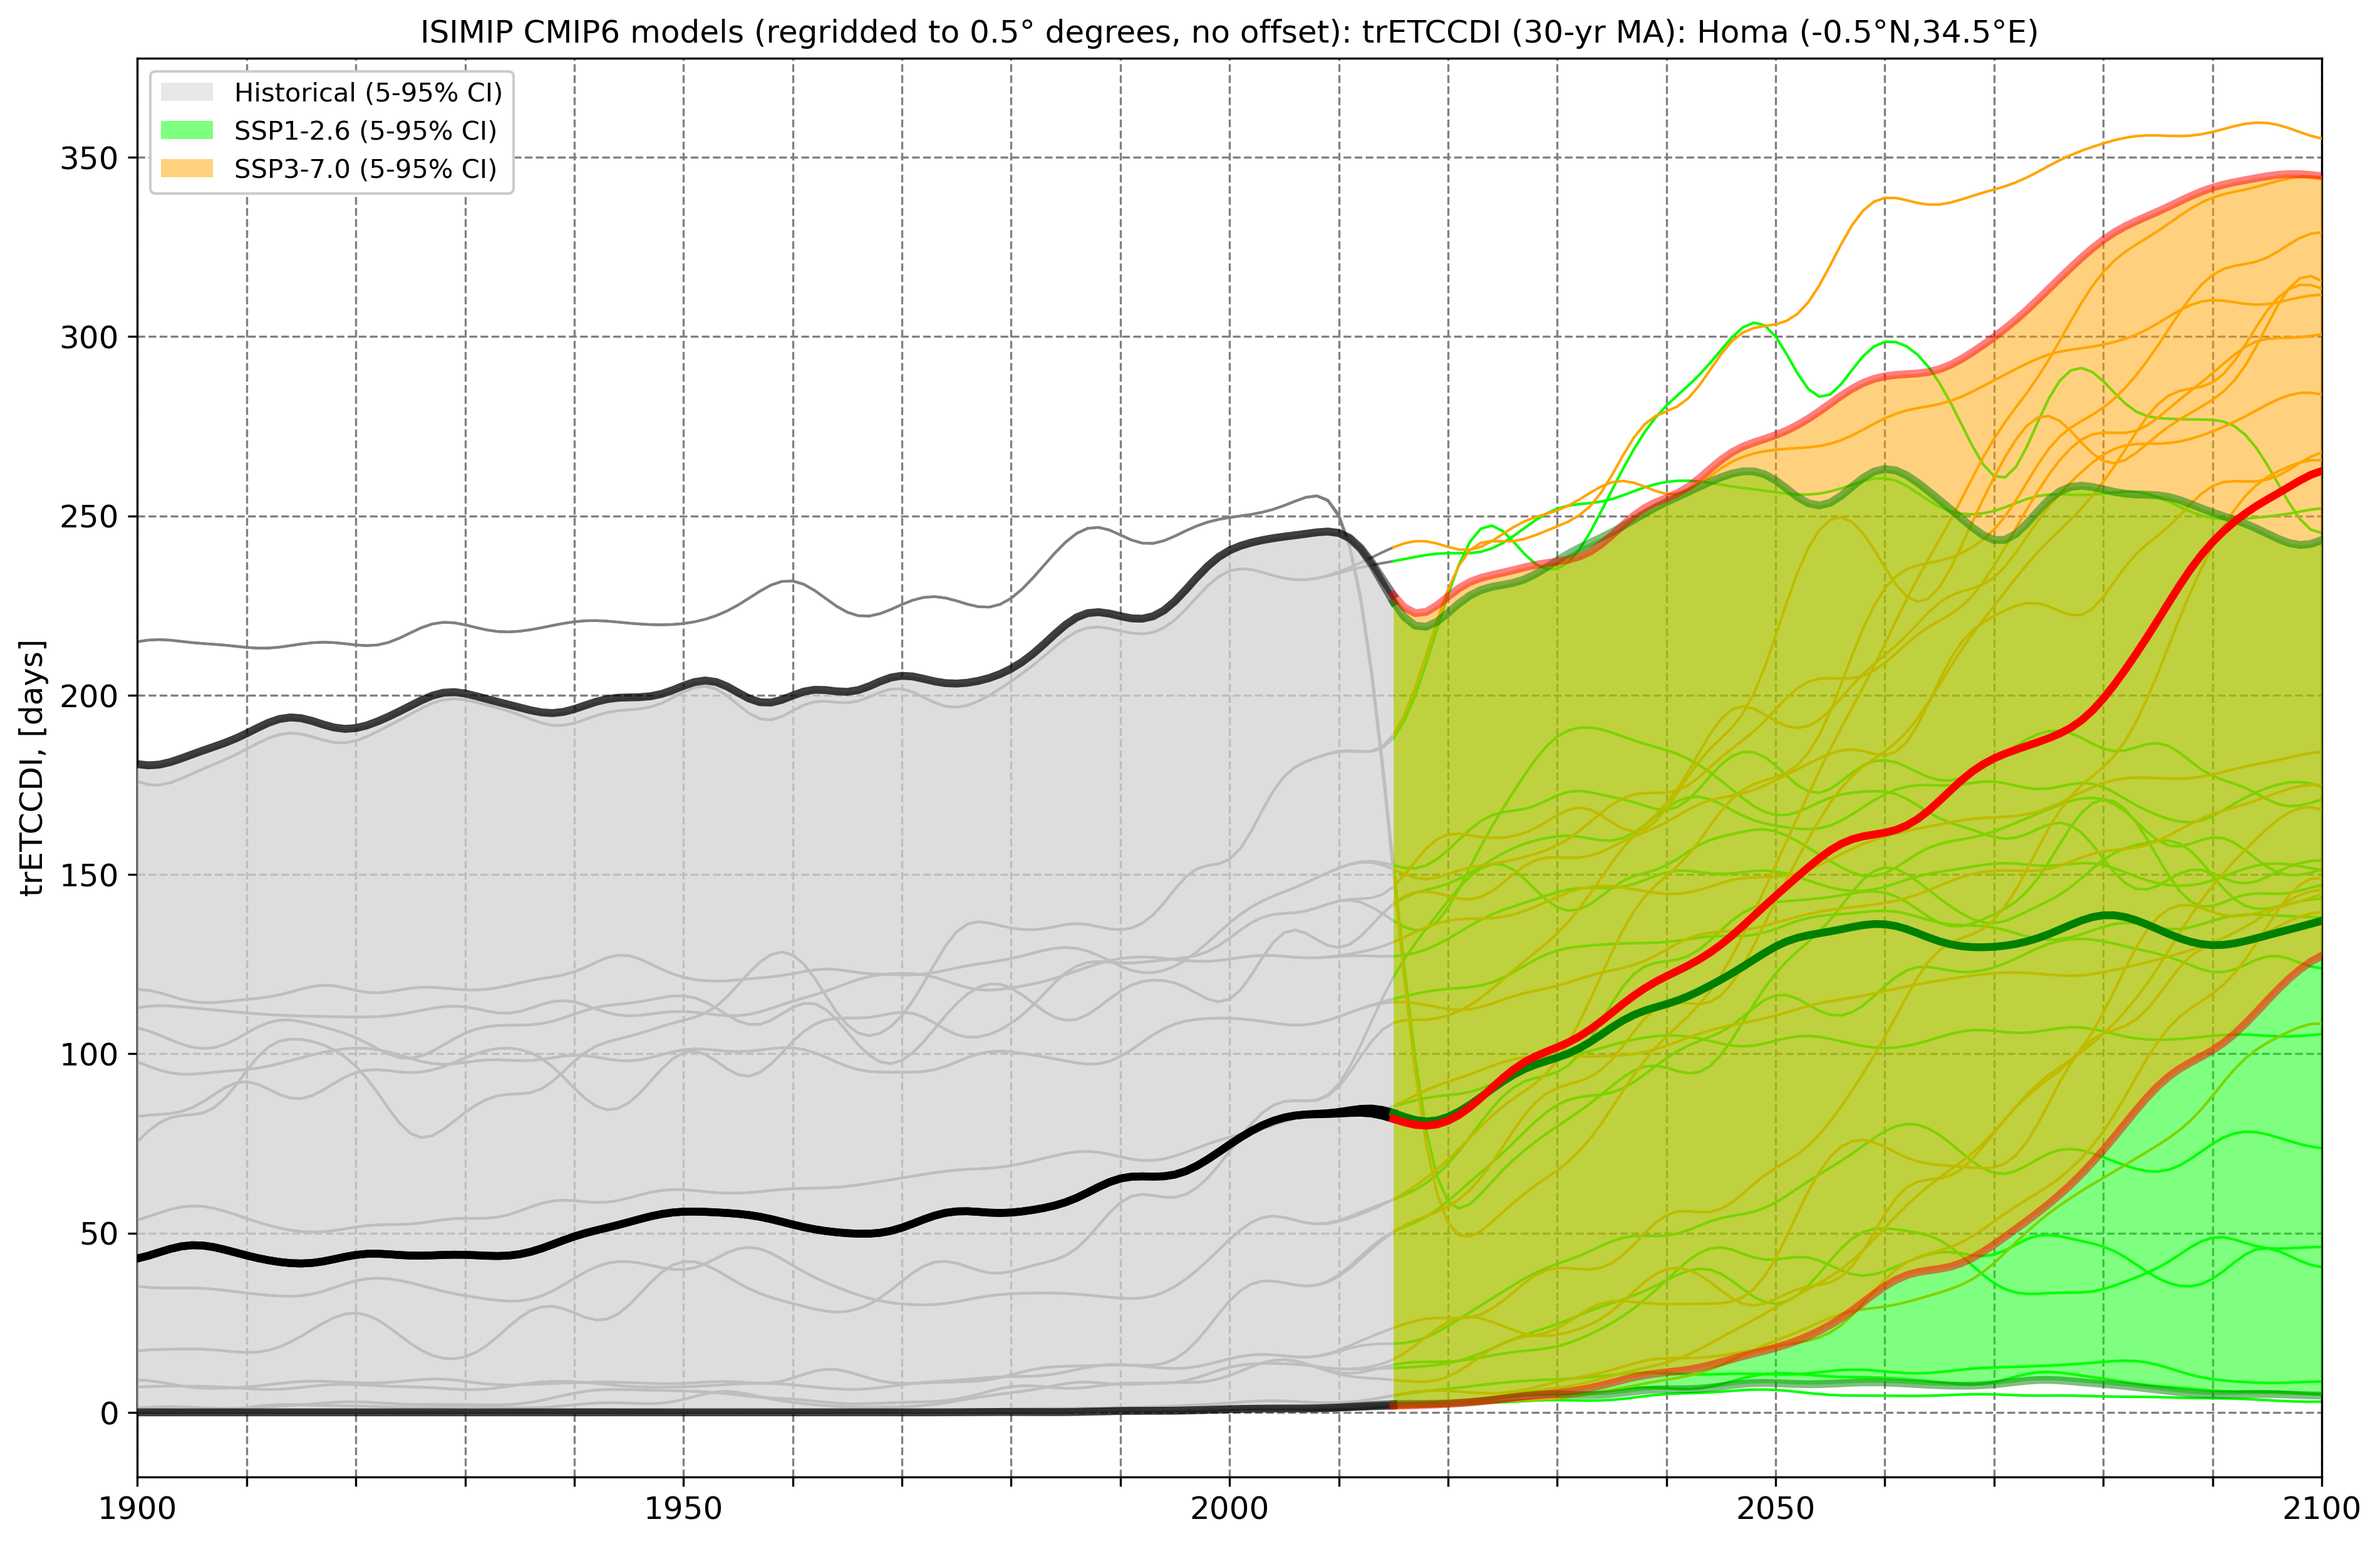 ISIMIP CMIP6 models (regridded to 0.5° degrees, no offset): trETCCDI (30-yr MA): Homa (-0.5°N,34.5°E)
Historical (5-95% CI)
SSP1-2.6 (5-95% CI)
SSP3-7.0 (5-95% CI)
trETCCDI, [days]
350
300
250
200
150
100
50
0
1900 1950 2000 2050 2100